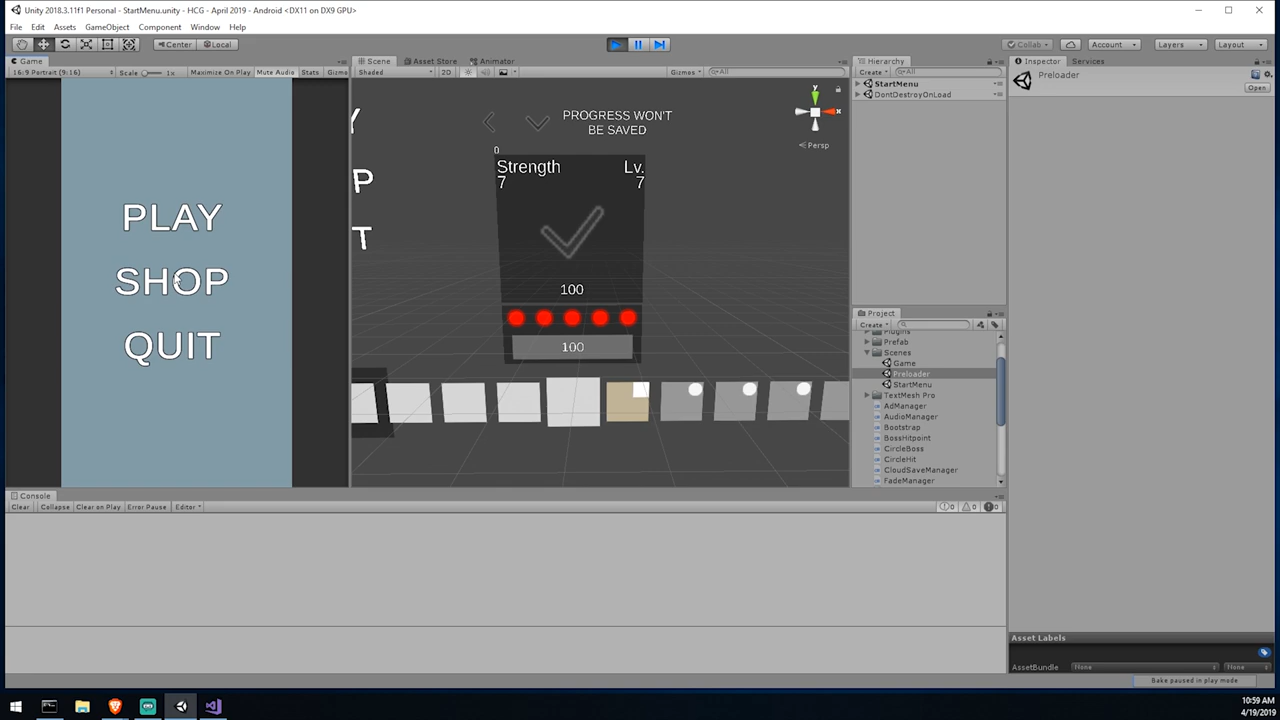 Unity 2018.3.11f1 Personal - StartMenu.unity - HCG - April 2019 - Android <DX11 on DX9 GPU>
File Edit Assets GameObject Component Window Help
Center Local Collab Account Layers Layout
Game Scene Asset Store Animator Hierarchy Inspector Services
16:9 Portrait (9:16) Scale 1x Maximize On Play Mute Audio Stats Gizmo Shaded 2D Gizmos All Create All Preloader
Open
StartMenu
DontDestroyOnLoad
Y
P
T
PLAY
SHOP
QUIT
y
x
Persp
PROGRESS WON'T
BE SAVED
0
Strength Lv.
7 7
100
100
Project
Create
Plugins
Prefab
Scenes
Game
Preloader
StartMenu
TextMesh Pro
AdManager
AudioManager
Bootstrap
BossHitpoint
CircleBoss
CircleHit
CloudSaveManager
FadeManager
Console
Clear Collapse Clear on Play Error Pause Editor 0 0 0
Asset Labels
AssetBundle None None
Bake paused in play mode
10:59 AM
4/19/2019